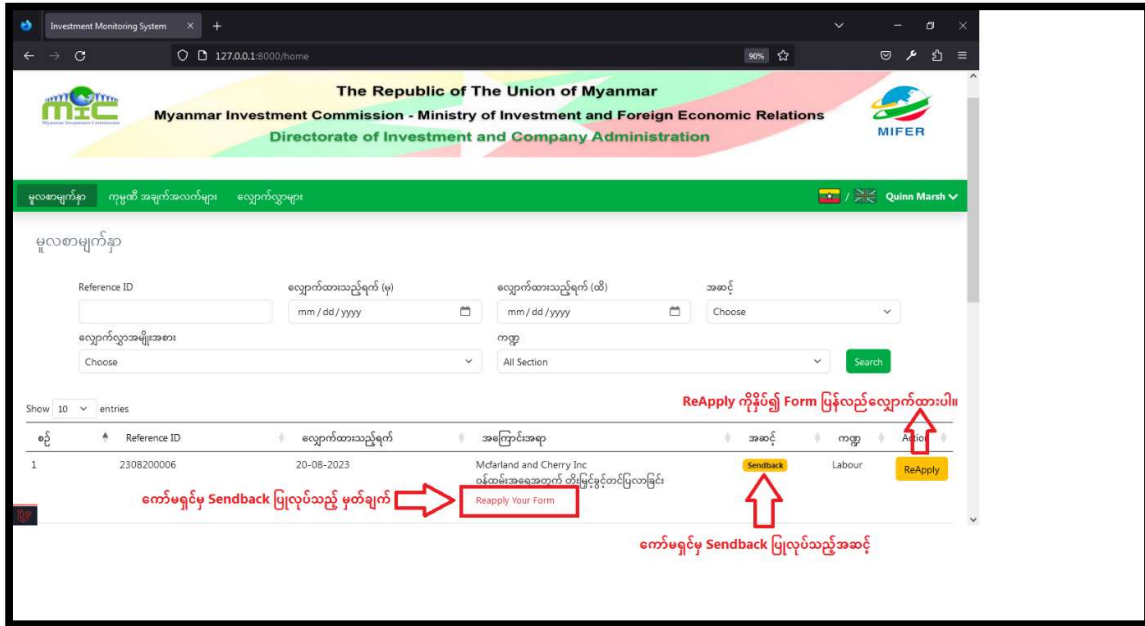 Investment Monitoring System
127.0.0.1:8000/home
90%
The Republic of The Union of Myanmar
MIC
Myanmar Investment Commission
Myanmar Investment Commission - Ministry of Investment and Foreign Economic Relations
MIFER
Directorate of Investment and Company Administration
မူလစာမျက်နှာ ကုမ္ပဏီ အချက်အလက်များ လျှောက်လွှာများ / Quinn Marsh
မူလစာမျက်နှာ
Reference ID လျှောက်ထားသည့်ရက် (မှ) လျှောက်ထားသည့်ရက် (ထိ) အဆင့်
mm / dd / yyyy mm / dd / yyyy Choose
လျှောက်လွှာအမျိုးအစား ကဏ္ဍ
Choose All Section Search
ReApply ကိုနှိပ်၍ Form ပြန်လည်လျှောက်ထားပါ။
Show 10 entries
စဉ် Reference ID လျှောက်ထားသည့်ရက် အကြောင်းအရာ အဆင့် ကဏ္ဍ Action
1 2308200006 20-08-2023 Mcfarland and Cherry Inc Sendback Labour ReApply
ဝန်ထမ်းအရေအတွက် တိုးမြှင့်ခွင့်တင်ပြလာခြင်း
ကော်မရှင်မှ Sendback ပြုလုပ်သည့် မှတ်ချက် Reapply Your Form
ကော်မရှင်မှ Sendback ပြုလုပ်သည့်အဆင့်